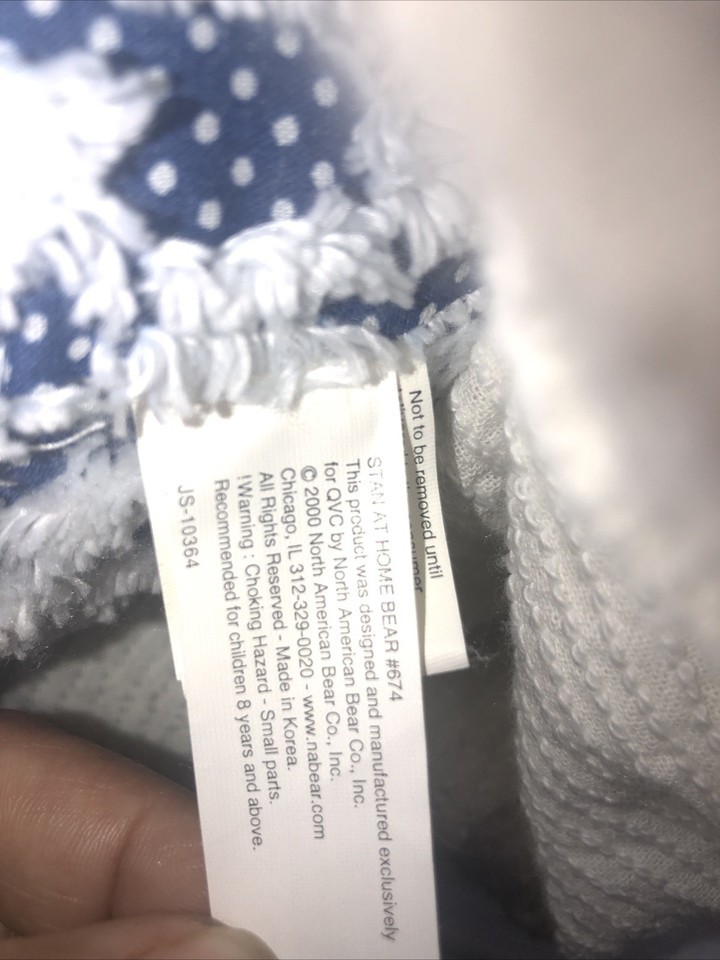 Not to be removed until
STAN AT HOME BEAR #674
This product was designed and manufactured exclusively
for QVC by North American Bear Co., Inc.
© 2000 North American Bear Co., Inc.
Chicago, IL 312-329-0020 - www.nabear.com
All Rights Reserved - Made in Korea.
!Warning : Choking Hazard - Small parts.
Recommended for children 8 years and above.
JS-10364